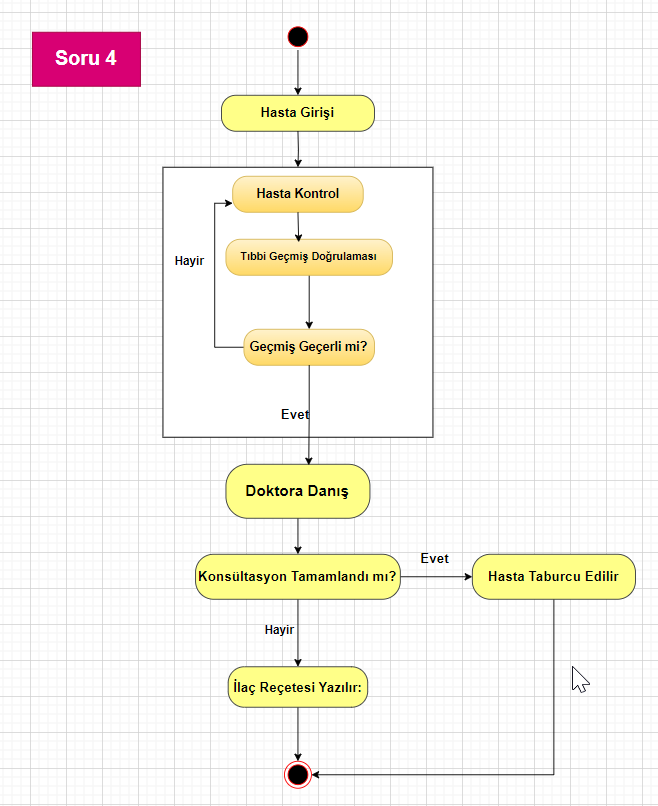 Soru 4
Hasta Girişi
Hasta Kontrol
Hayir
Tıbbi Geçmiş Doğrulaması
Geçmiş Geçerli mi?
Evet
Doktora Danış
Konsültasyon Tamamlandı mı?
Evet
Hasta Taburcu Edilir
Hayir
İlaç Reçetesi Yazılır: